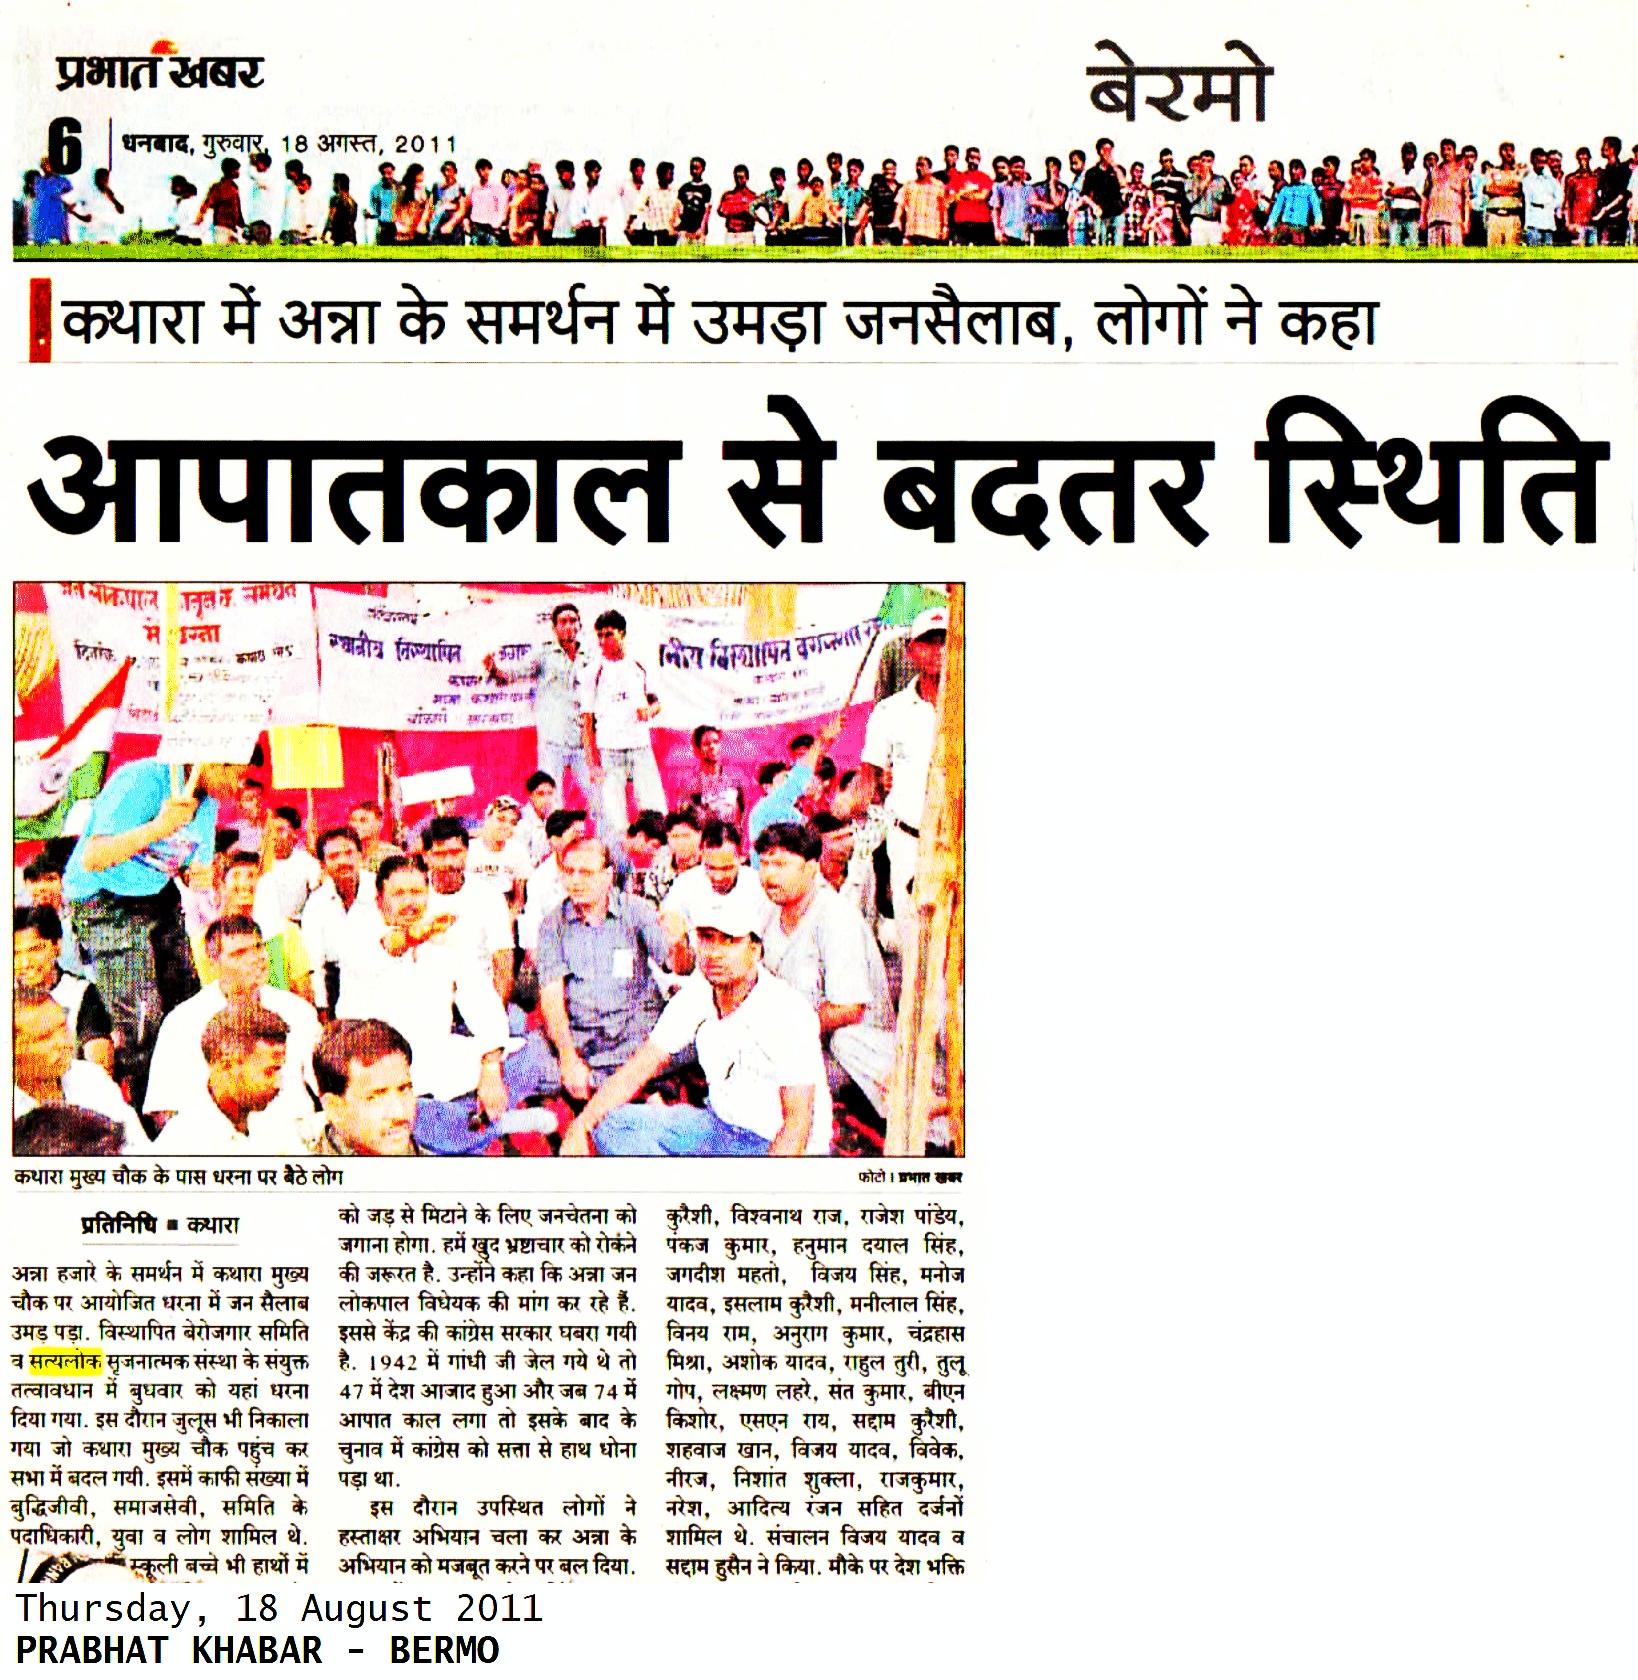 प्रभात खबर
बेरमो
6
धनबाद, गुरुवार, 18 अगस्त, 2011
कथारा में अन्ना के समर्थन में उमड़ा जनसैलाब, लोगों ने कहा
आपातकाल से बदतर स्थिति
स्थानीय विस्थापित
कथारा मुख्य चौक के पास धरना पर बैठे लोग
फोटो। प्रभात खबर
प्रतिनिधि ■ कथारा
अन्ना हजारे के समर्थन में कथारा मुख्य
चौक पर आयोजित धरना में जन सैलाब
उमड़ पड़ा. विस्थापित बेरोजगार समिति
व सत्यलोक सृजनात्मक संस्था के संयुक्त
तत्वावधान में बुधवार को यहां धरना
दिया गया. इस दौरान जुलूस भी निकाला
गया जो कथारा मुख्य चौक पहुंच कर
सभा में बदल गयी. इसमें काफी संख्या में
बुद्धिजीवी, समाजसेवी, समिति के
पदाधिकारी, युवा व लोग शामिल थे.
स्कूली बच्चे भी हाथों में
को जड़ से मिटाने के लिए जनचेतना को
जगाना होगा. हमें खुद भ्रष्टाचार को रोकने
की जरूरत है. उन्होंने कहा कि अन्ना जन
लोकपाल विधेयक की मांग कर रहे हैं.
इससे केंद्र की कांग्रेस सरकार घबरा गयी
है. 1942 में गांधी जी जेल गये थे तो
47 में देश आजाद हुआ और जब 74 में
आपात काल लगा तो इसके बाद के
चुनाव में कांग्रेस को सत्ता से हाथ धोना
पड़ा था.
इस दौरान उपस्थित लोगों ने
हस्ताक्षर अभियान चला कर अन्ना के
अभियान को मजबूत करने पर बल दिया.
कुरैशी, विश्वनाथ राज, राजेश पांडेय,
पंकज कुमार, हनुमान दयाल सिंह,
जगदीश महतो, विजय सिंह, मनोज
यादव, इसलाम कुरैशी, मनीलाल सिंह,
विनय राम, अनुराग कुमार, चंद्रहास
मिश्रा, अशोक यादव, राहुल तुरी, तुलू
गोप, लक्ष्मण लहरे, संत कुमार, बीएन
किशोर, एसएन राय, सद्दाम कुरैशी,
शहवाज खान, विजय यादव, विवेक,
नीरज, निशांत शुक्ला, राजकुमार,
नरेश, आदित्य रंजन सहित दर्जनों
शामिल थे. संचालन विजय यादव व
सद्दाम हुसैन ने किया. मौके पर देश भक्ति
Thursday, 18 August 2011
PRABHAT KHABAR - BERMO